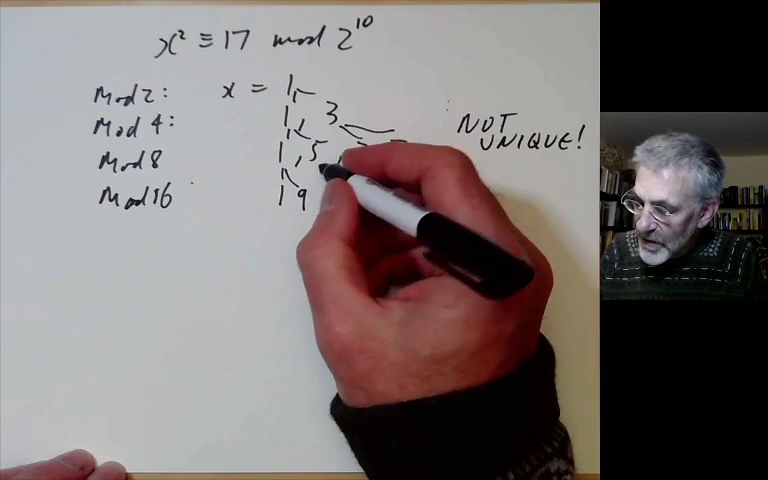 x² ≡ 17 mod 2¹⁰
Mod 2: x = 1,
Mod 4: 1, 3
Mod 8 1, 5
Mod 16 1 9
NOT
UNIQUE!